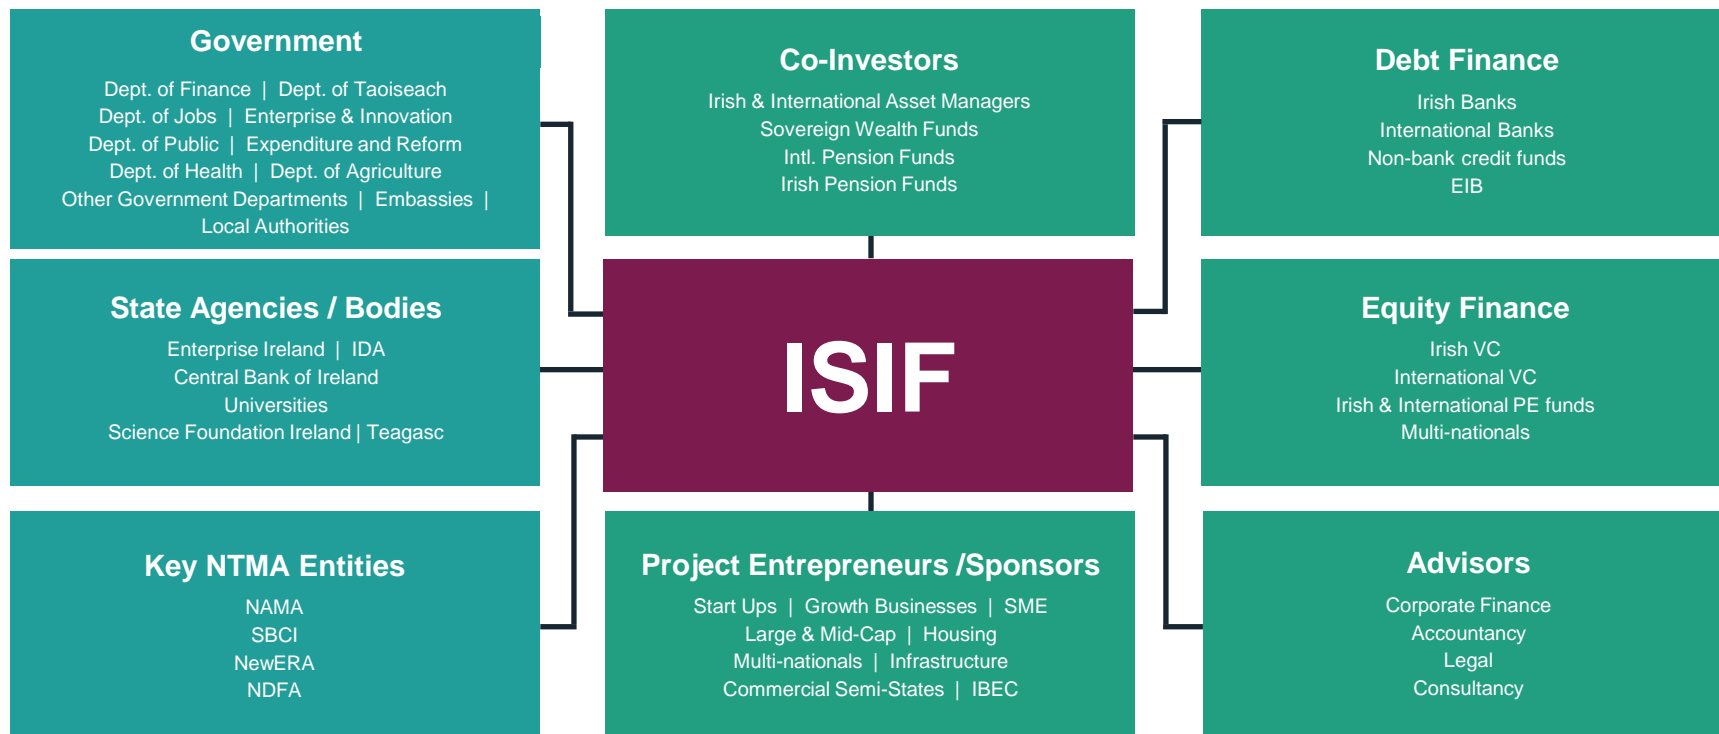 Government
Dept. of Finance | Dept. of Taoiseach
Dept. of Jobs | Enterprise & Innovation
Dept. of Public | Expenditure and Reform
Dept. of Health | Dept. of Agriculture
Other Government Departments | Embassies |
Local Authorities
Co-Investors
Irish & International Asset Managers
Sovereign Wealth Funds
Intl. Pension Funds
Irish Pension Funds
Debt Finance
Irish Banks
International Banks
Non-bank credit funds
EIB
State Agencies / Bodies
Enterprise Ireland | IDA
Central Bank of Ireland
Universities
Science Foundation Ireland | Teagasc
ISIF
Equity Finance
Irish VC
International VC
Irish & International PE funds
Multi-nationals
Key NTMA Entities
NAMA
SBCI
NewERA
NDFA
Project Entrepreneurs /Sponsors
Start Ups | Growth Businesses | SME
Large & Mid-Cap | Housing
Multi-nationals | Infrastructure
Commercial Semi-States | IBEC
Advisors
Corporate Finance
Accountancy
Legal
Consultancy